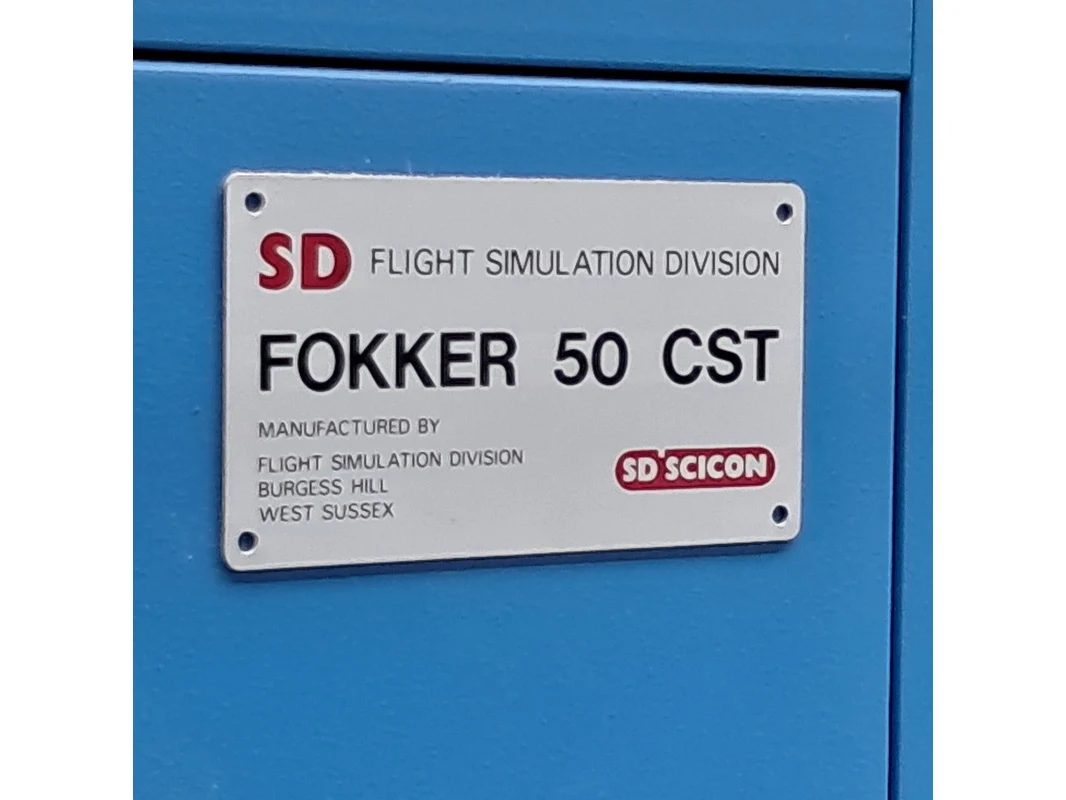 SD FLIGHT SIMULATION DIVISION
FOKKER 50 CST
MANUFACTURED BY
FLIGHT SIMULATION DIVISION
BURGESS HILL
WEST SUSSEX
SD SCICON